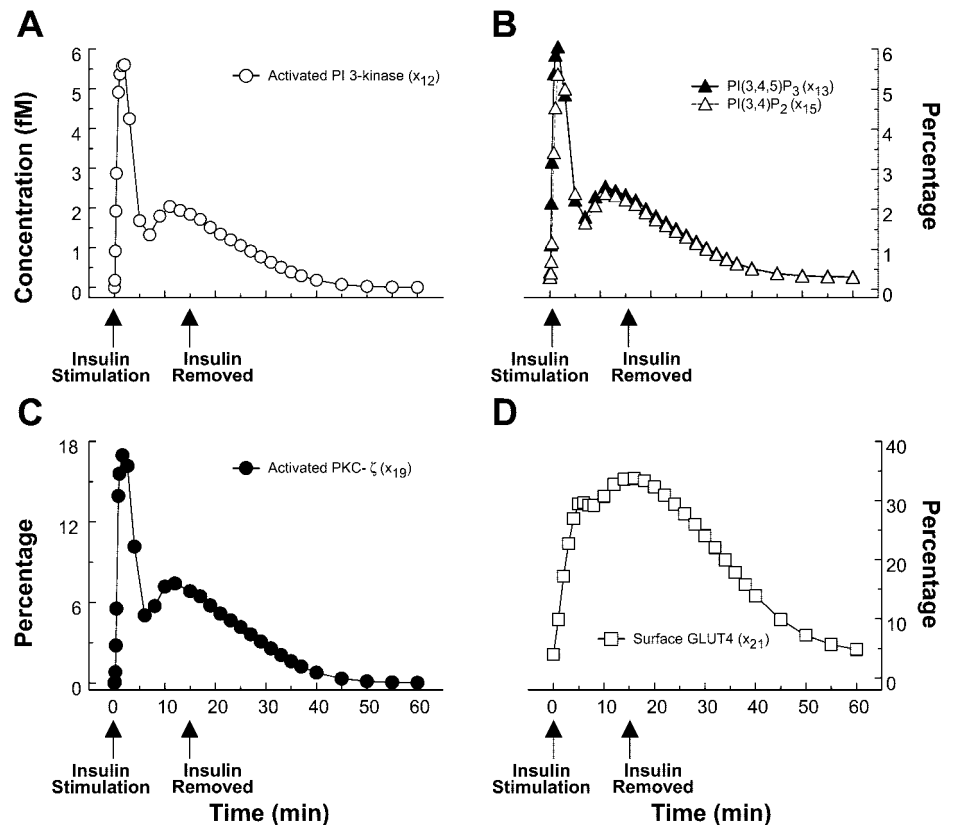 A
Concentration (fM)
6
5
4
3
2
1
0
Activated PI 3-kinase (x12)
Insulin
Stimulation
Insulin
Removed
B
PI(3,4,5)P3 (x13)
PI(3,4)P2 (x15)
6
5
4
3
2
1
0
Percentage
Insulin
Stimulation
Insulin
Removed
C
Percentage
18
12
6
0
Activated PKC- ζ (x19)
0 10 20 30 40 50 60
Insulin
Stimulation
Insulin
Removed
Time (min)
D
40
30
20
10
0
Percentage
Surface GLUT4 (x21)
0 10 20 30 40 50 60
Insulin
Stimulation
Insulin
Removed
Time (min)